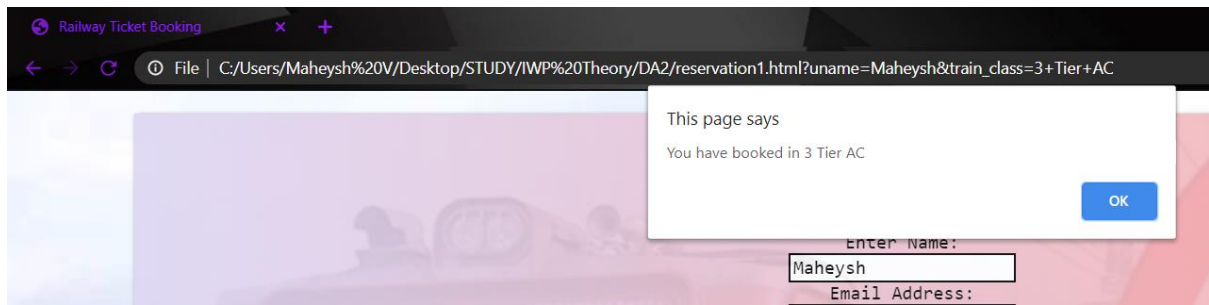 Railway Ticket Booking
File | C:/Users/Maheysh%20V/Desktop/STUDY/IWP%20Theory/DA2/reservation1.html?uname=Maheysh&train_class=3+Tier+AC
This page says
You have booked in 3 Tier AC
OK
Enter Name:
Maheysh
Email Address: